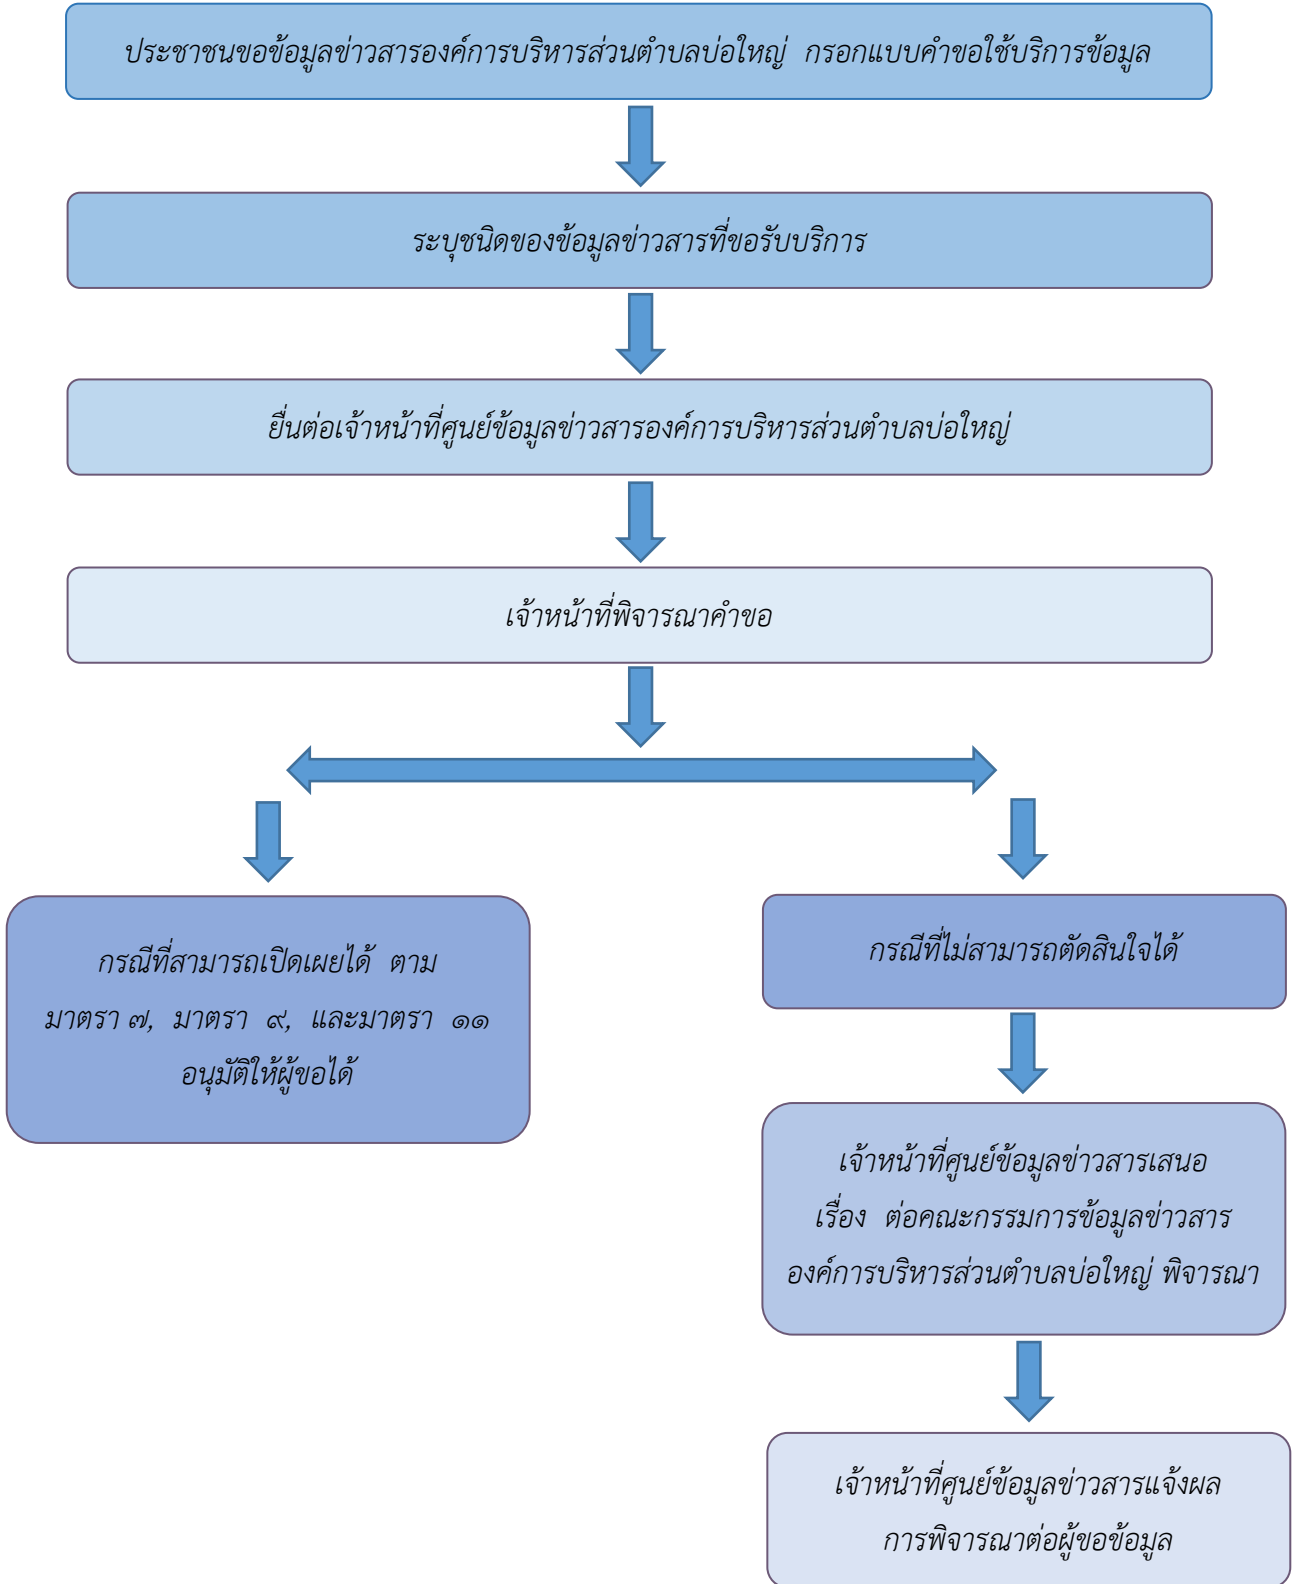 ประชาชนขอข้อมูลข่าวสารองค์การบริหารส่วนตำบลบ่อใหญ่ กรอกแบบคำขอใช้บริการข้อมูล
ระบุชนิดของข้อมูลข่าวสารที่ขอรับบริการ
ยื่นต่อเจ้าหน้าที่ศูนย์ข้อมูลข่าวสารองค์การบริหารส่วนตำบลบ่อใหญ่
เจ้าหน้าที่พิจารณาคำขอ
กรณีที่สามารถเปิดเผยได้ ตาม
มาตรา ๗, มาตรา ๙, และมาตรา ๑๑
อนุมัติให้ผู้ขอได้
กรณีที่ไม่สามารถตัดสินใจได้
เจ้าหน้าที่ศูนย์ข้อมูลข่าวสารเสนอ
เรื่อง ต่อคณะกรรมการข้อมูลข่าวสาร
องค์การบริหารส่วนตำบลบ่อใหญ่ พิจารณา
เจ้าหน้าที่ศูนย์ข้อมูลข่าวสารแจ้งผล
การพิจารณาต่อผู้ขอข้อมูล